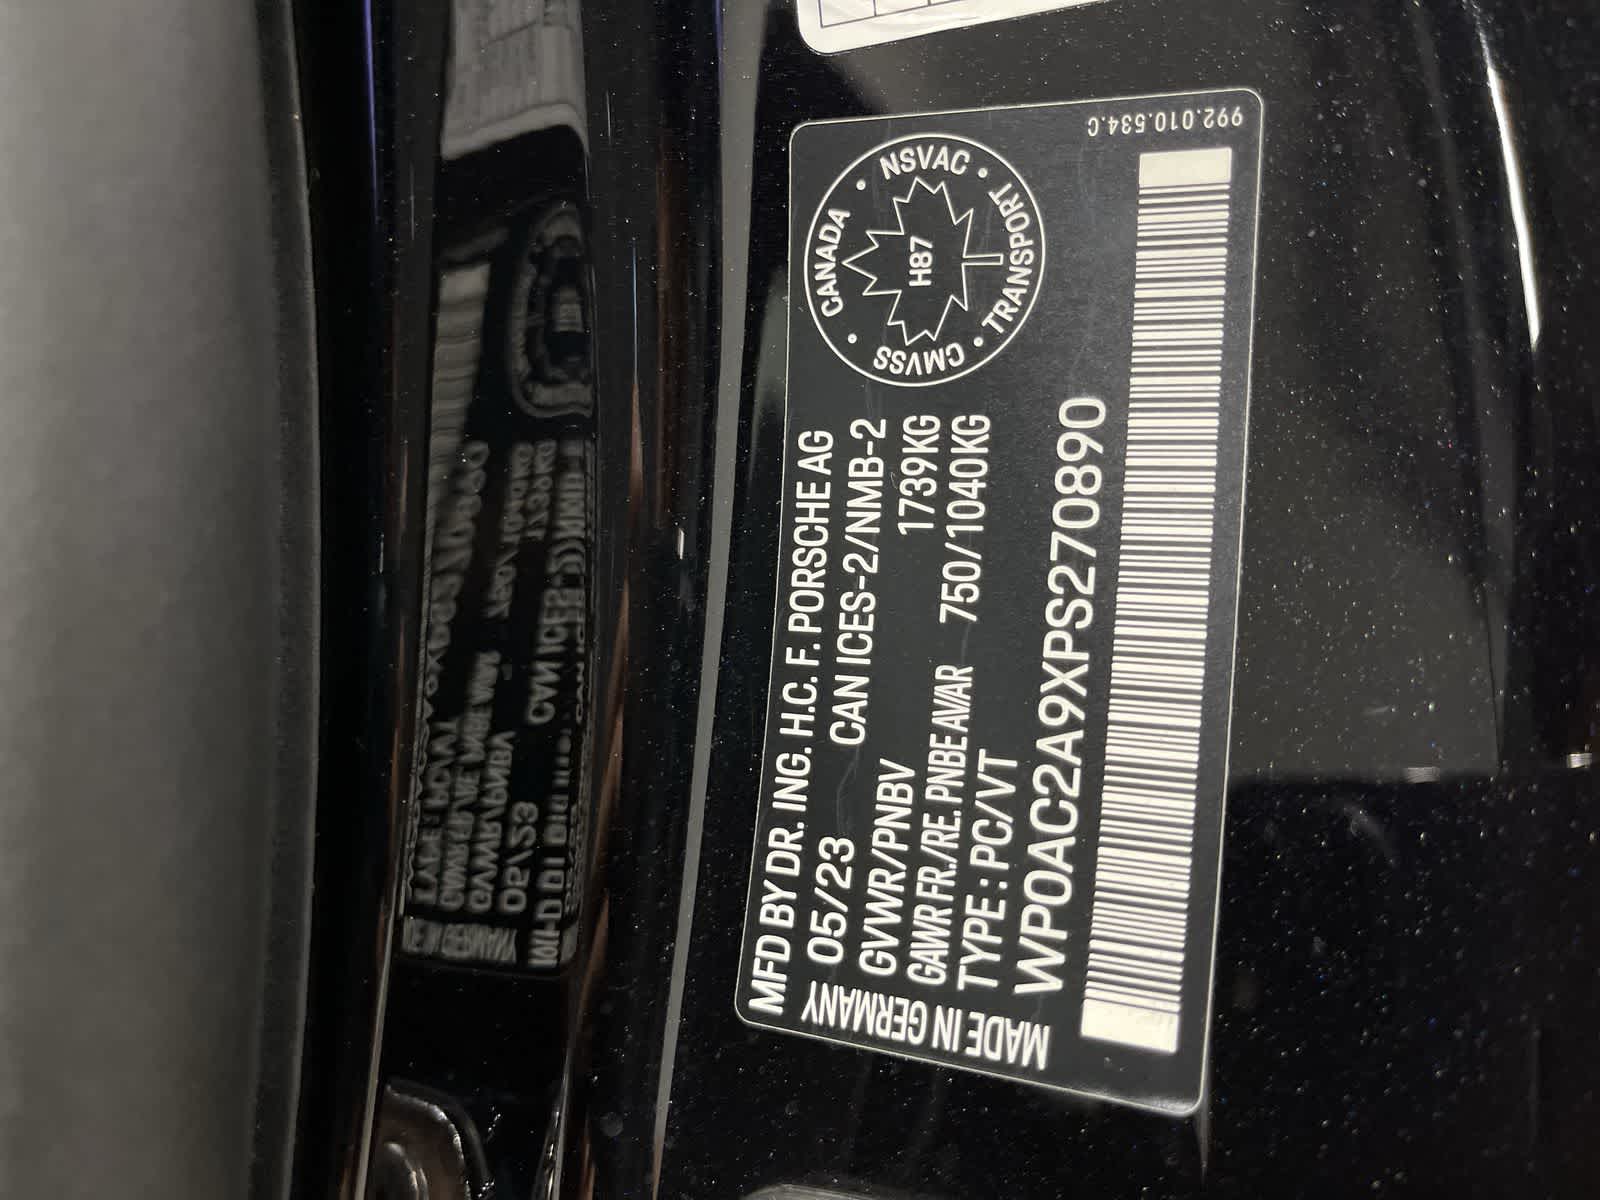 MFD BY DR. ING. H.C. F. PORSCHE AG
05/23 CAN ICES-2/NMB-2
GVWR/PNBV 1739KG
GAWR FR./RE. PNBE AV/AR 750/1040KG
TYPE : PC/VT
WP0AC2A9XPS270890
MADE IN GERMANY
CANADA • NSVAC • TRANSPORT • CMVSS •
H87
992.010.534.C